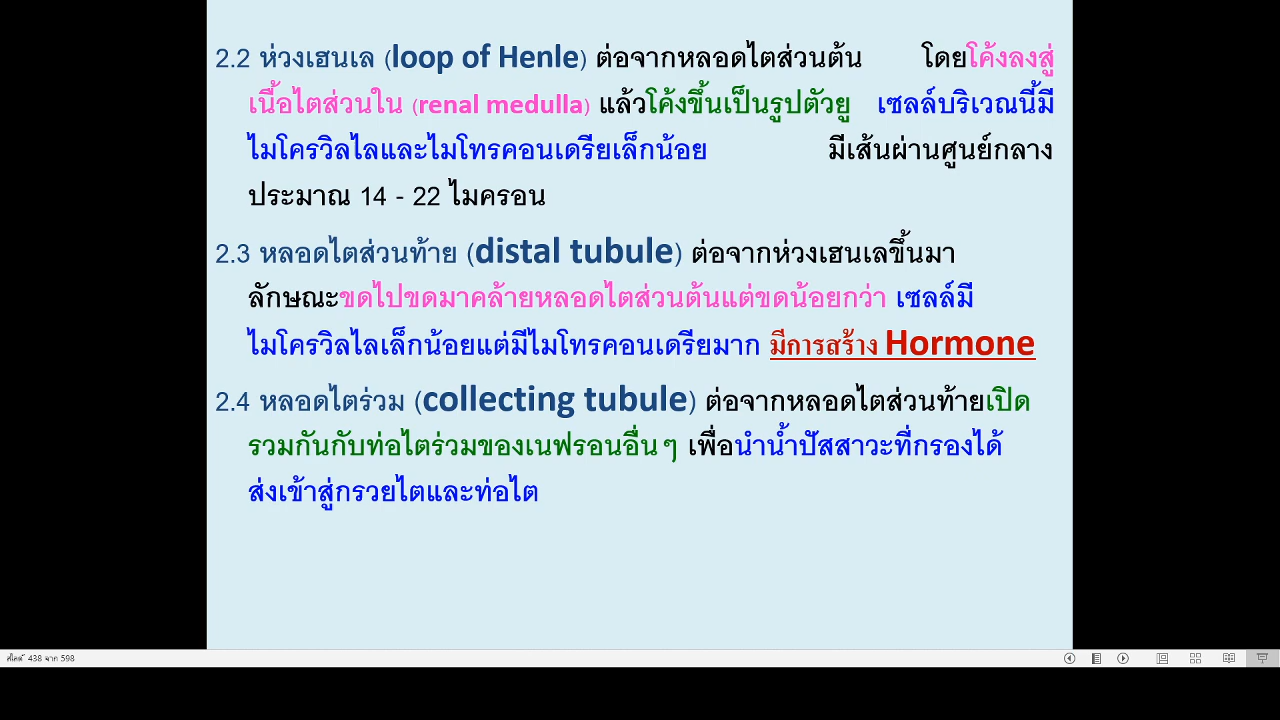 2.2 ห่วงเฮนเล (loop of Henle) ต่อจากหลอดไตส่วนต้น โดยโค้งลงสู่
เนื้อไตส่วนใน (renal medulla) แล้วโค้งขึ้นเป็นรูปตัวยู เซลล์บริเวณนี้มี
ไมโครวิลไลและไมโทรคอนเดรียเล็กน้อย มีเส้นผ่านศูนย์กลาง
ประมาณ 14 - 22 ไมครอน
2.3 หลอดไตส่วนท้าย (distal tubule) ต่อจากห่วงเฮนเลขึ้นมา
ลักษณะขดไปขดมาคล้ายหลอดไตส่วนต้นแต่ขดน้อยกว่า เซลล์มี
ไมโครวิลไลเล็กน้อยแต่มีไมโทรคอนเดรียมาก มีการสร้าง Hormone
2.4 หลอดไตร่วม (collecting tubule) ต่อจากหลอดไตส่วนท้ายเปิด
รวมกันกับท่อไตร่วมของเนฟรอนอื่น ๆ เพื่อนำน้ำปัสสาวะที่กรองได้
ส่งเข้าสู่กรวยไตและท่อไต
สไลด์ 438 จาก 598